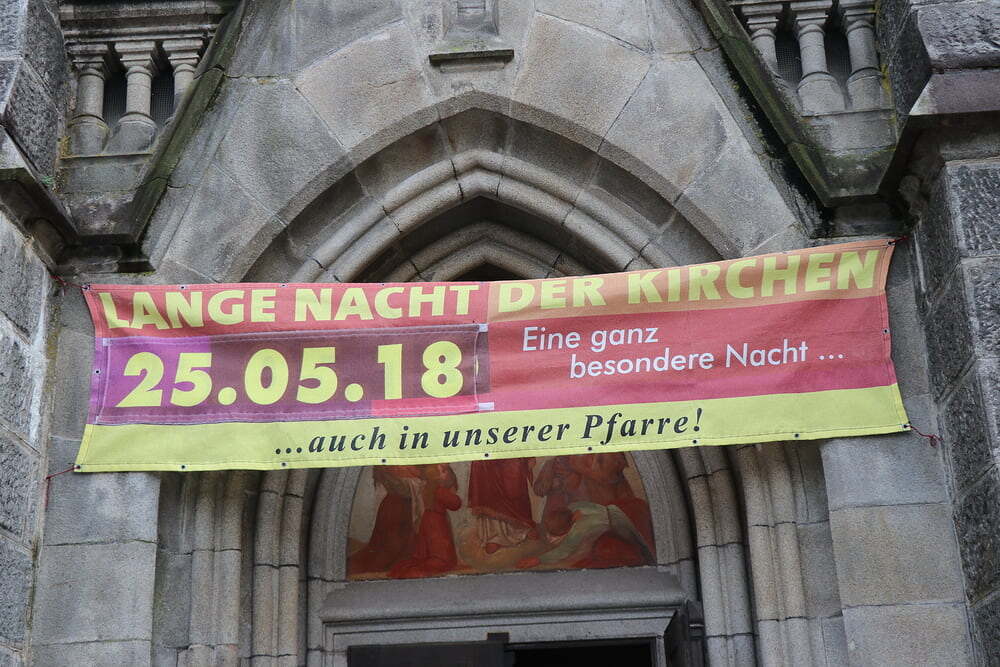 LANGE NACHT DER KIRCHEN
25.05.18
Eine ganz
besondere Nacht ...
...auch in unserer Pfarre!